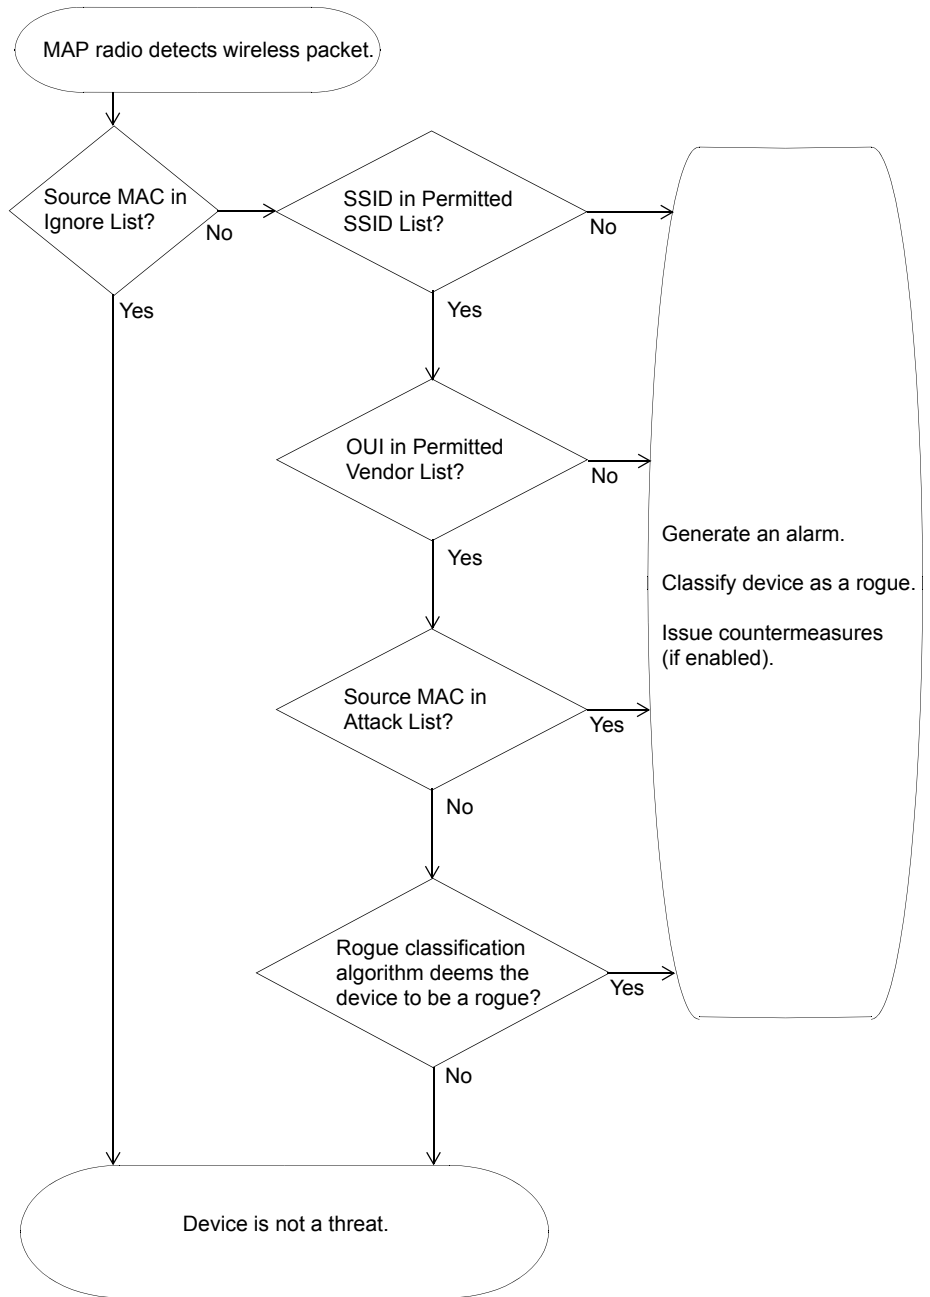 MAP radio detects wireless packet.
Source MAC in
Ignore List?
No
Yes
SSID in Permitted
SSID List?
No
Yes
OUI in Permitted
Vendor List?
No
Yes
Source MAC in
Attack List?
Yes
No
Rogue classification
algorithm deems the
device to be a rogue?
Yes
No
Generate an alarm.
Classify device as a rogue.
Issue countermeasures
(if enabled).
Device is not a threat.